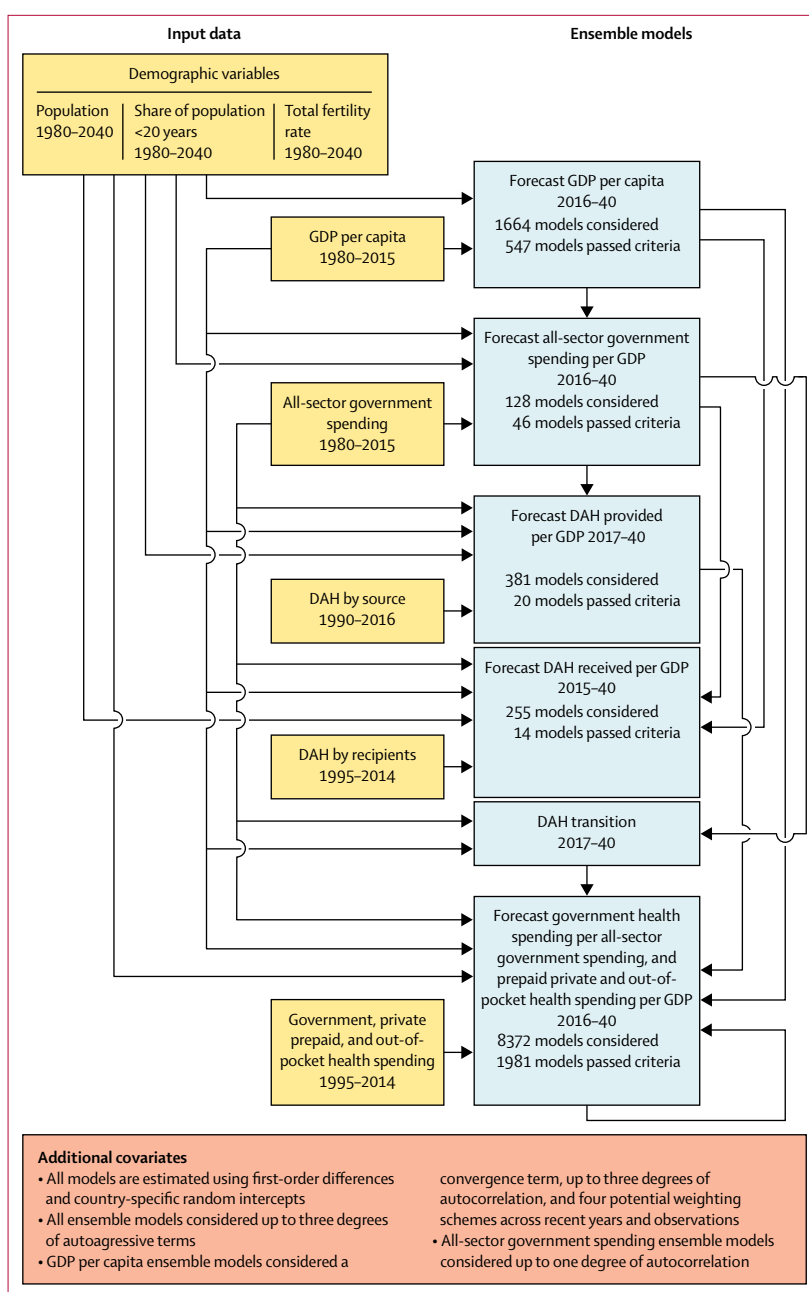 Input data
Ensemble models
Demographic variables
Population
1980–2040
Share of population
<20 years
1980–2040
Total fertility
rate
1980–2040
Forecast GDP per capita
2016–40
1664 models considered
547 models passed criteria
GDP per capita
1980–2015
Forecast all-sector government
spending per GDP
2016–40
128 models considered
46 models passed criteria
All-sector government
spending
1980–2015
Forecast DAH provided
per GDP 2017–40
381 models considered
20 models passed criteria
DAH by source
1990–2016
Forecast DAH received per GDP
2015–40
255 models considered
14 models passed criteria
DAH by recipients
1995–2014
DAH transition
2017–40
Forecast government health
spending per all-sector
government spending, and
prepaid private and out-of-
pocket health spending per GDP
2016–40
8372 models considered
1981 models passed criteria
Government, private
prepaid, and out-of-
pocket health spending
1995–2014
Additional covariates
• All models are estimated using first-order differences
and country-specific random intercepts
• All ensemble models considered up to three degrees
of autoagressive terms
• GDP per capita ensemble models considered a
convergence term, up to three degrees of
autocorrelation, and four potential weighting
schemes across recent years and observations
• All-sector government spending ensemble models
considered up to one degree of autocorrelation